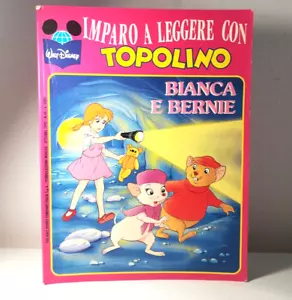 IMPARO A LEGGERE CON
TOPOLINO
WALT DISNEY
BIANCA
E BERNIE